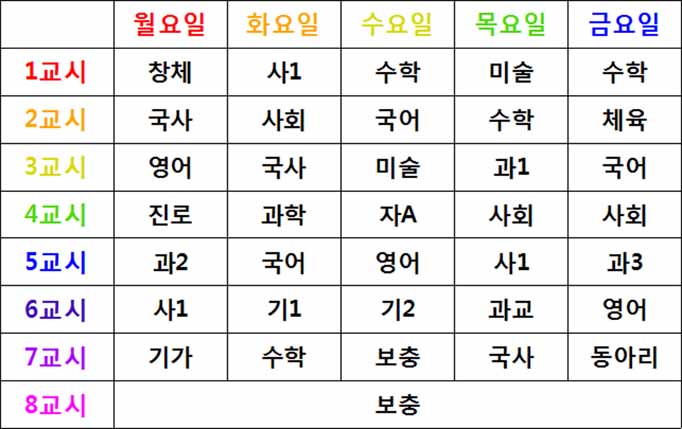 월요일 화요일 수요일 목요일 금요일
1교시 창체 사1 수학 미술 수학
2교시 국사 사회 국어 수학 체육
3교시 영어 국사 미술 과1 국어
4교시 진로 과학 자A 사회 사회
5교시 과2 국어 영어 사1 과3
6교시 사1 기1 기2 과교 영어
7교시 기가 수학 보충 국사 동아리
8교시 보충